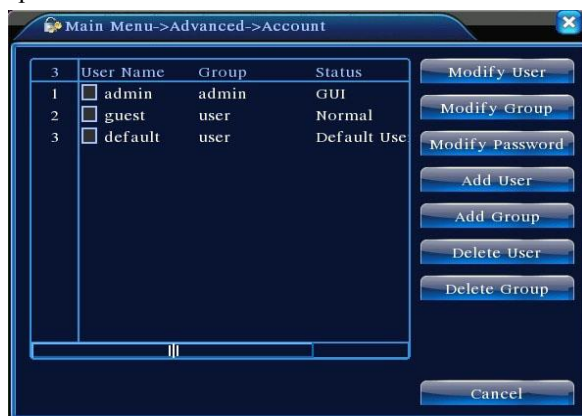 Main Menu->Advanced->Account
3 User Name Group Status
1 admin admin GUI
2 guest user Normal
3 default user Default Use
Modify User
Modify Group
Modify Password
Add User
Add Group
Delete User
Delete Group
Cancel